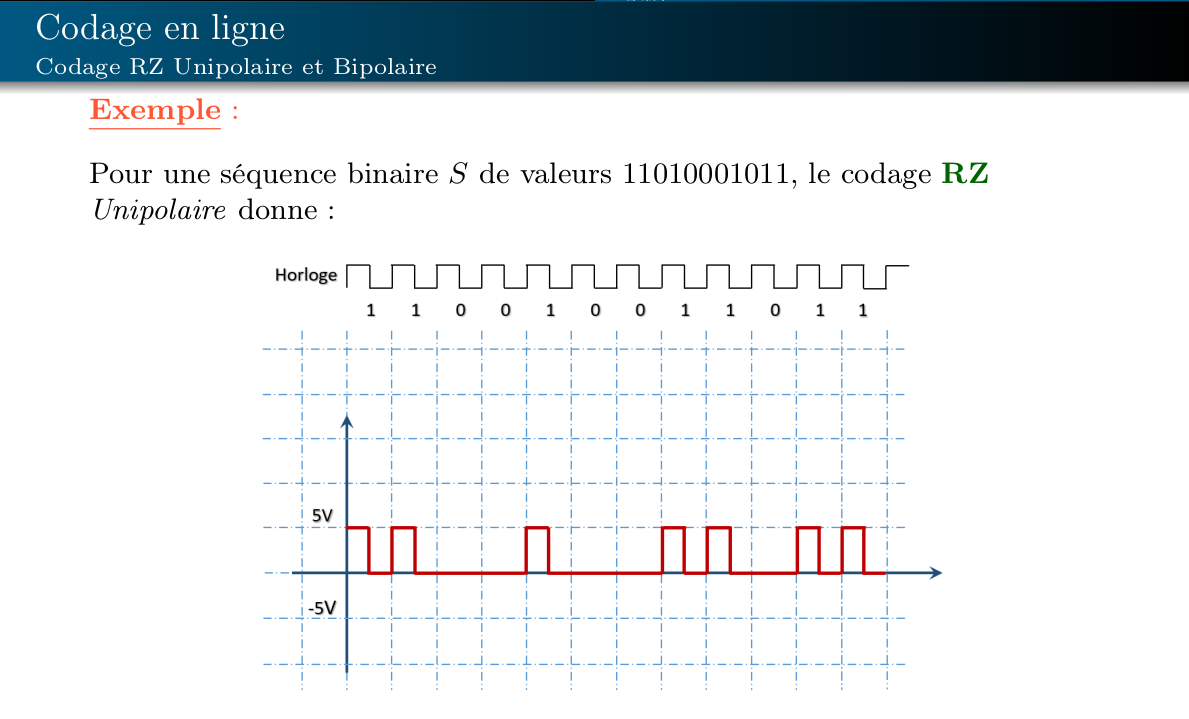 Codage en ligne
Codage RZ Unipolaire et Bipolaire
Exemple :
Pour une séquence binaire S de valeurs 11010001011, le codage RZ
Unipolaire donne :
Horloge
1 1 0 0 1 0 0 1 1 0 1 1
5V
-5V